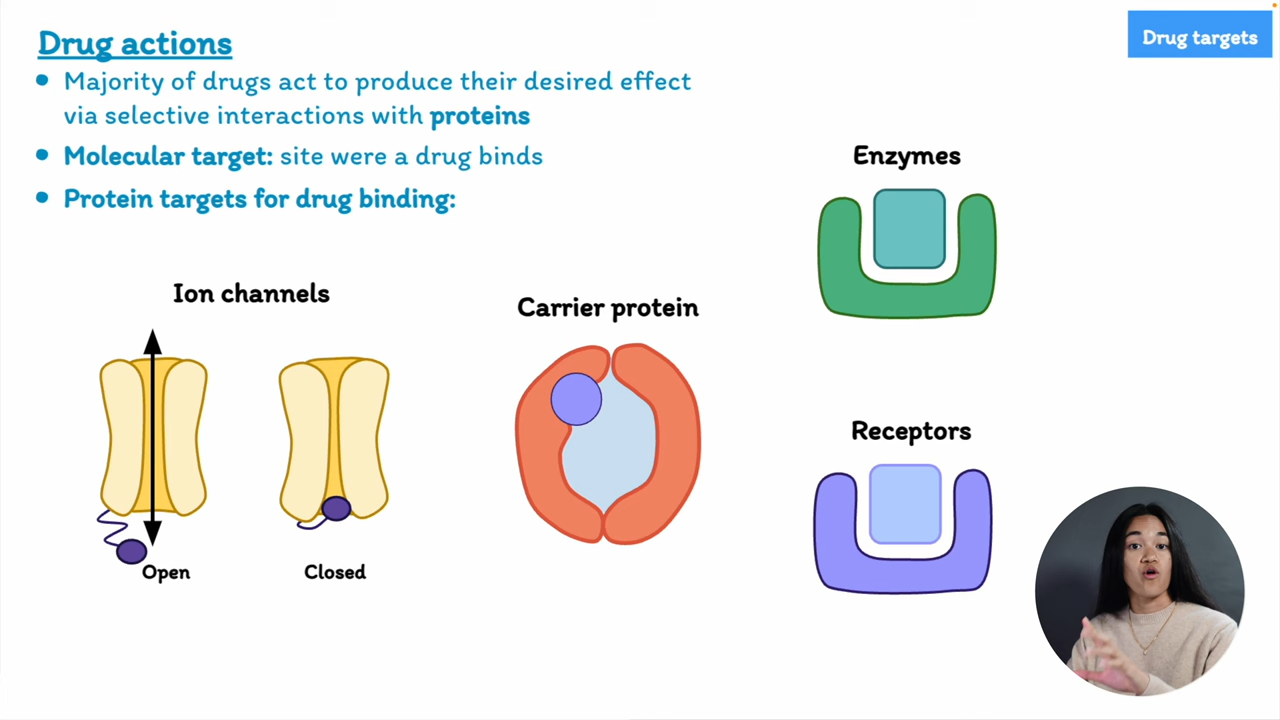 Drug actions
Drug targets
• Majority of drugs act to produce their desired effect
via selective interactions with proteins
• Molecular target: site were a drug binds
• Protein targets for drug binding:
Enzymes
Ion channels
Carrier protein
Receptors
Open
Closed